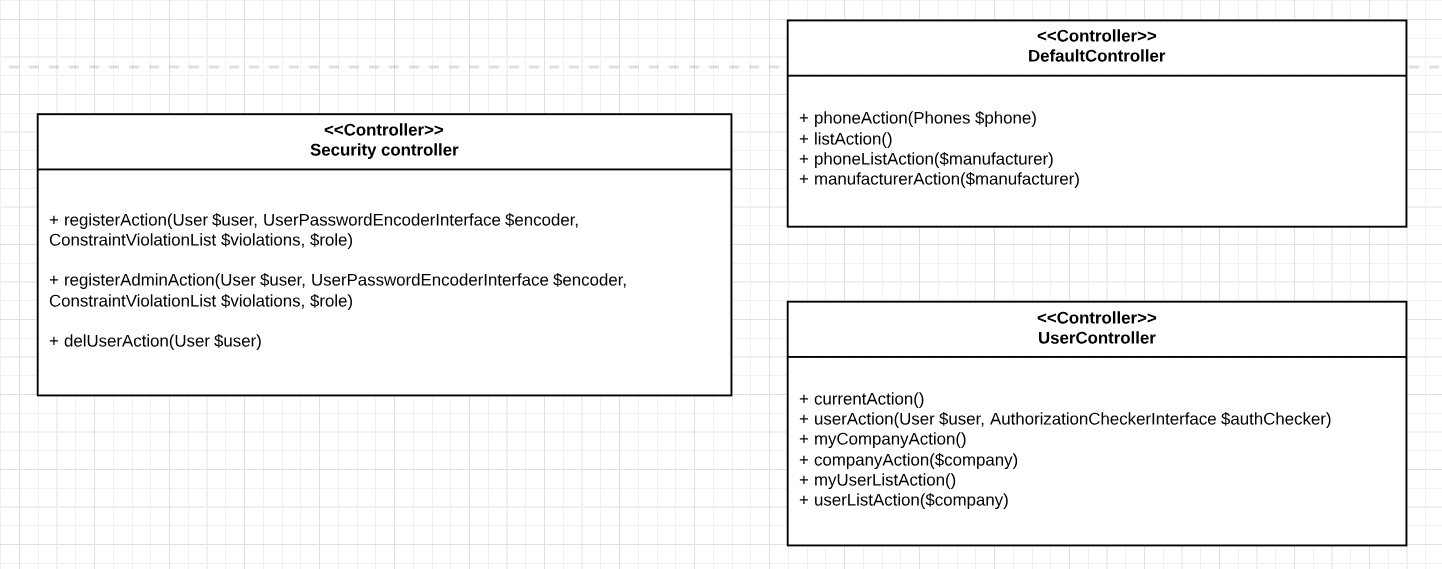 <<Controller>>
Security controller
+ registerAction(User $user, UserPasswordEncoderInterface $encoder,
ConstraintViolationList $violations, $role)
+ registerAdminAction(User $user, UserPasswordEncoderInterface $encoder,
ConstraintViolationList $violations, $role)
+ delUserAction(User $user)
<<Controller>>
DefaultController
+ phoneAction(Phones $phone)
+ listAction()
+ phoneListAction($manufacturer)
+ manufacturerAction($manufacturer)
<<Controller>>
UserController
+ currentAction()
+ userAction(User $user, AuthorizationCheckerInterface $authChecker)
+ myCompanyAction()
+ companyAction($company)
+ myUserListAction()
+ userListAction($company)